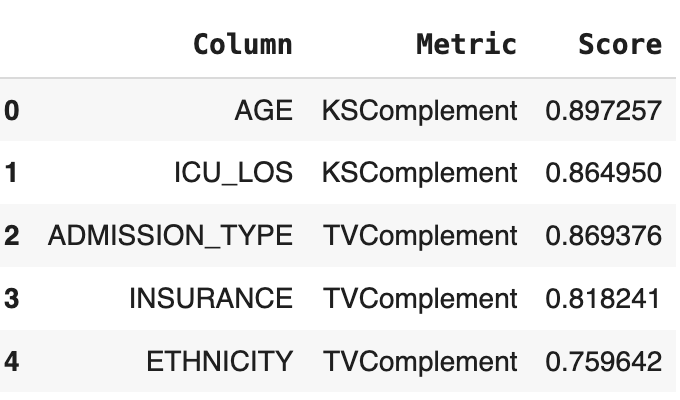 Column Metric Score
0 AGE KSComplement 0.897257
1 ICU_LOS KSComplement 0.864950
2 ADMISSION_TYPE TVComplement 0.869376
3 INSURANCE TVComplement 0.818241
4 ETHNICITY TVComplement 0.759642